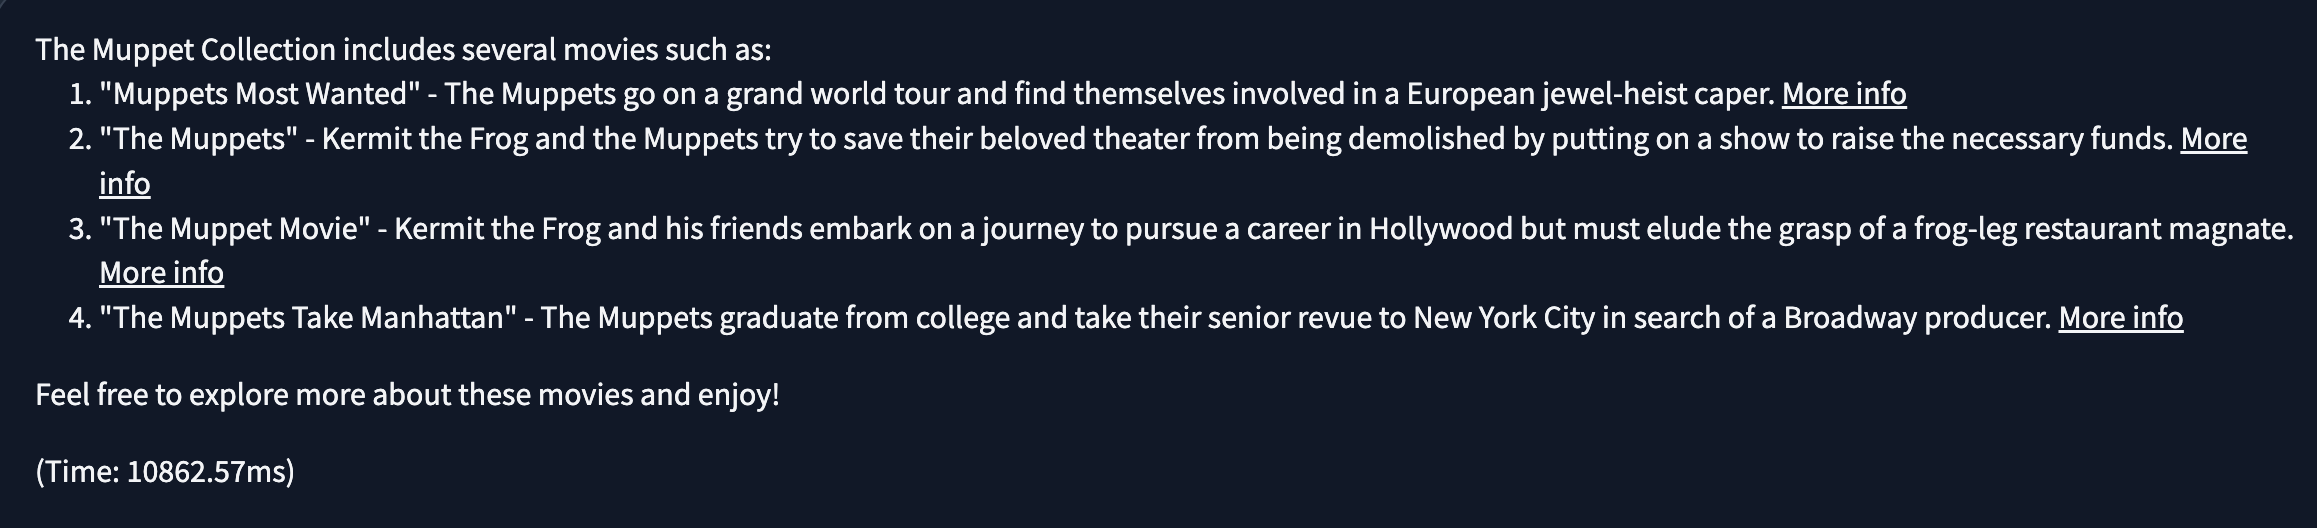 The Muppet Collection includes several movies such as:
1. "Muppets Most Wanted" - The Muppets go on a grand world tour and find themselves involved in a European jewel-heist caper. More info
2. "The Muppets" - Kermit the Frog and the Muppets try to save their beloved theater from being demolished by putting on a show to raise the necessary funds. More
info
3. "The Muppet Movie" - Kermit the Frog and his friends embark on a journey to pursue a career in Hollywood but must elude the grasp of a frog-leg restaurant magnate.
More info
4. "The Muppets Take Manhattan" - The Muppets graduate from college and take their senior revue to New York City in search of a Broadway producer. More info
Feel free to explore more about these movies and enjoy!
(Time: 10862.57ms)